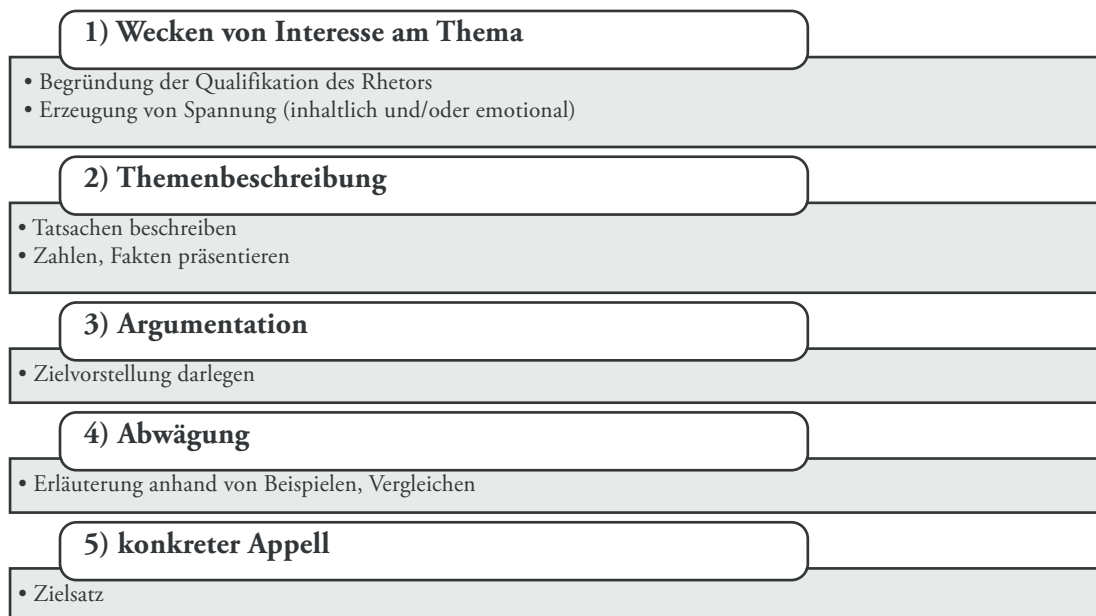 1) Wecken von Interesse am Thema
• Begründung der Qualifikation des Rhetors
• Erzeugung von Spannung (inhaltlich und/oder emotional)
2) Themenbeschreibung
• Tatsachen beschreiben
• Zahlen, Fakten präsentieren
3) Argumentation
• Zielvorstellung darlegen
4) Abwägung
• Erläuterung anhand von Beispielen, Vergleichen
5) konkreter Appell
• Zielsatz